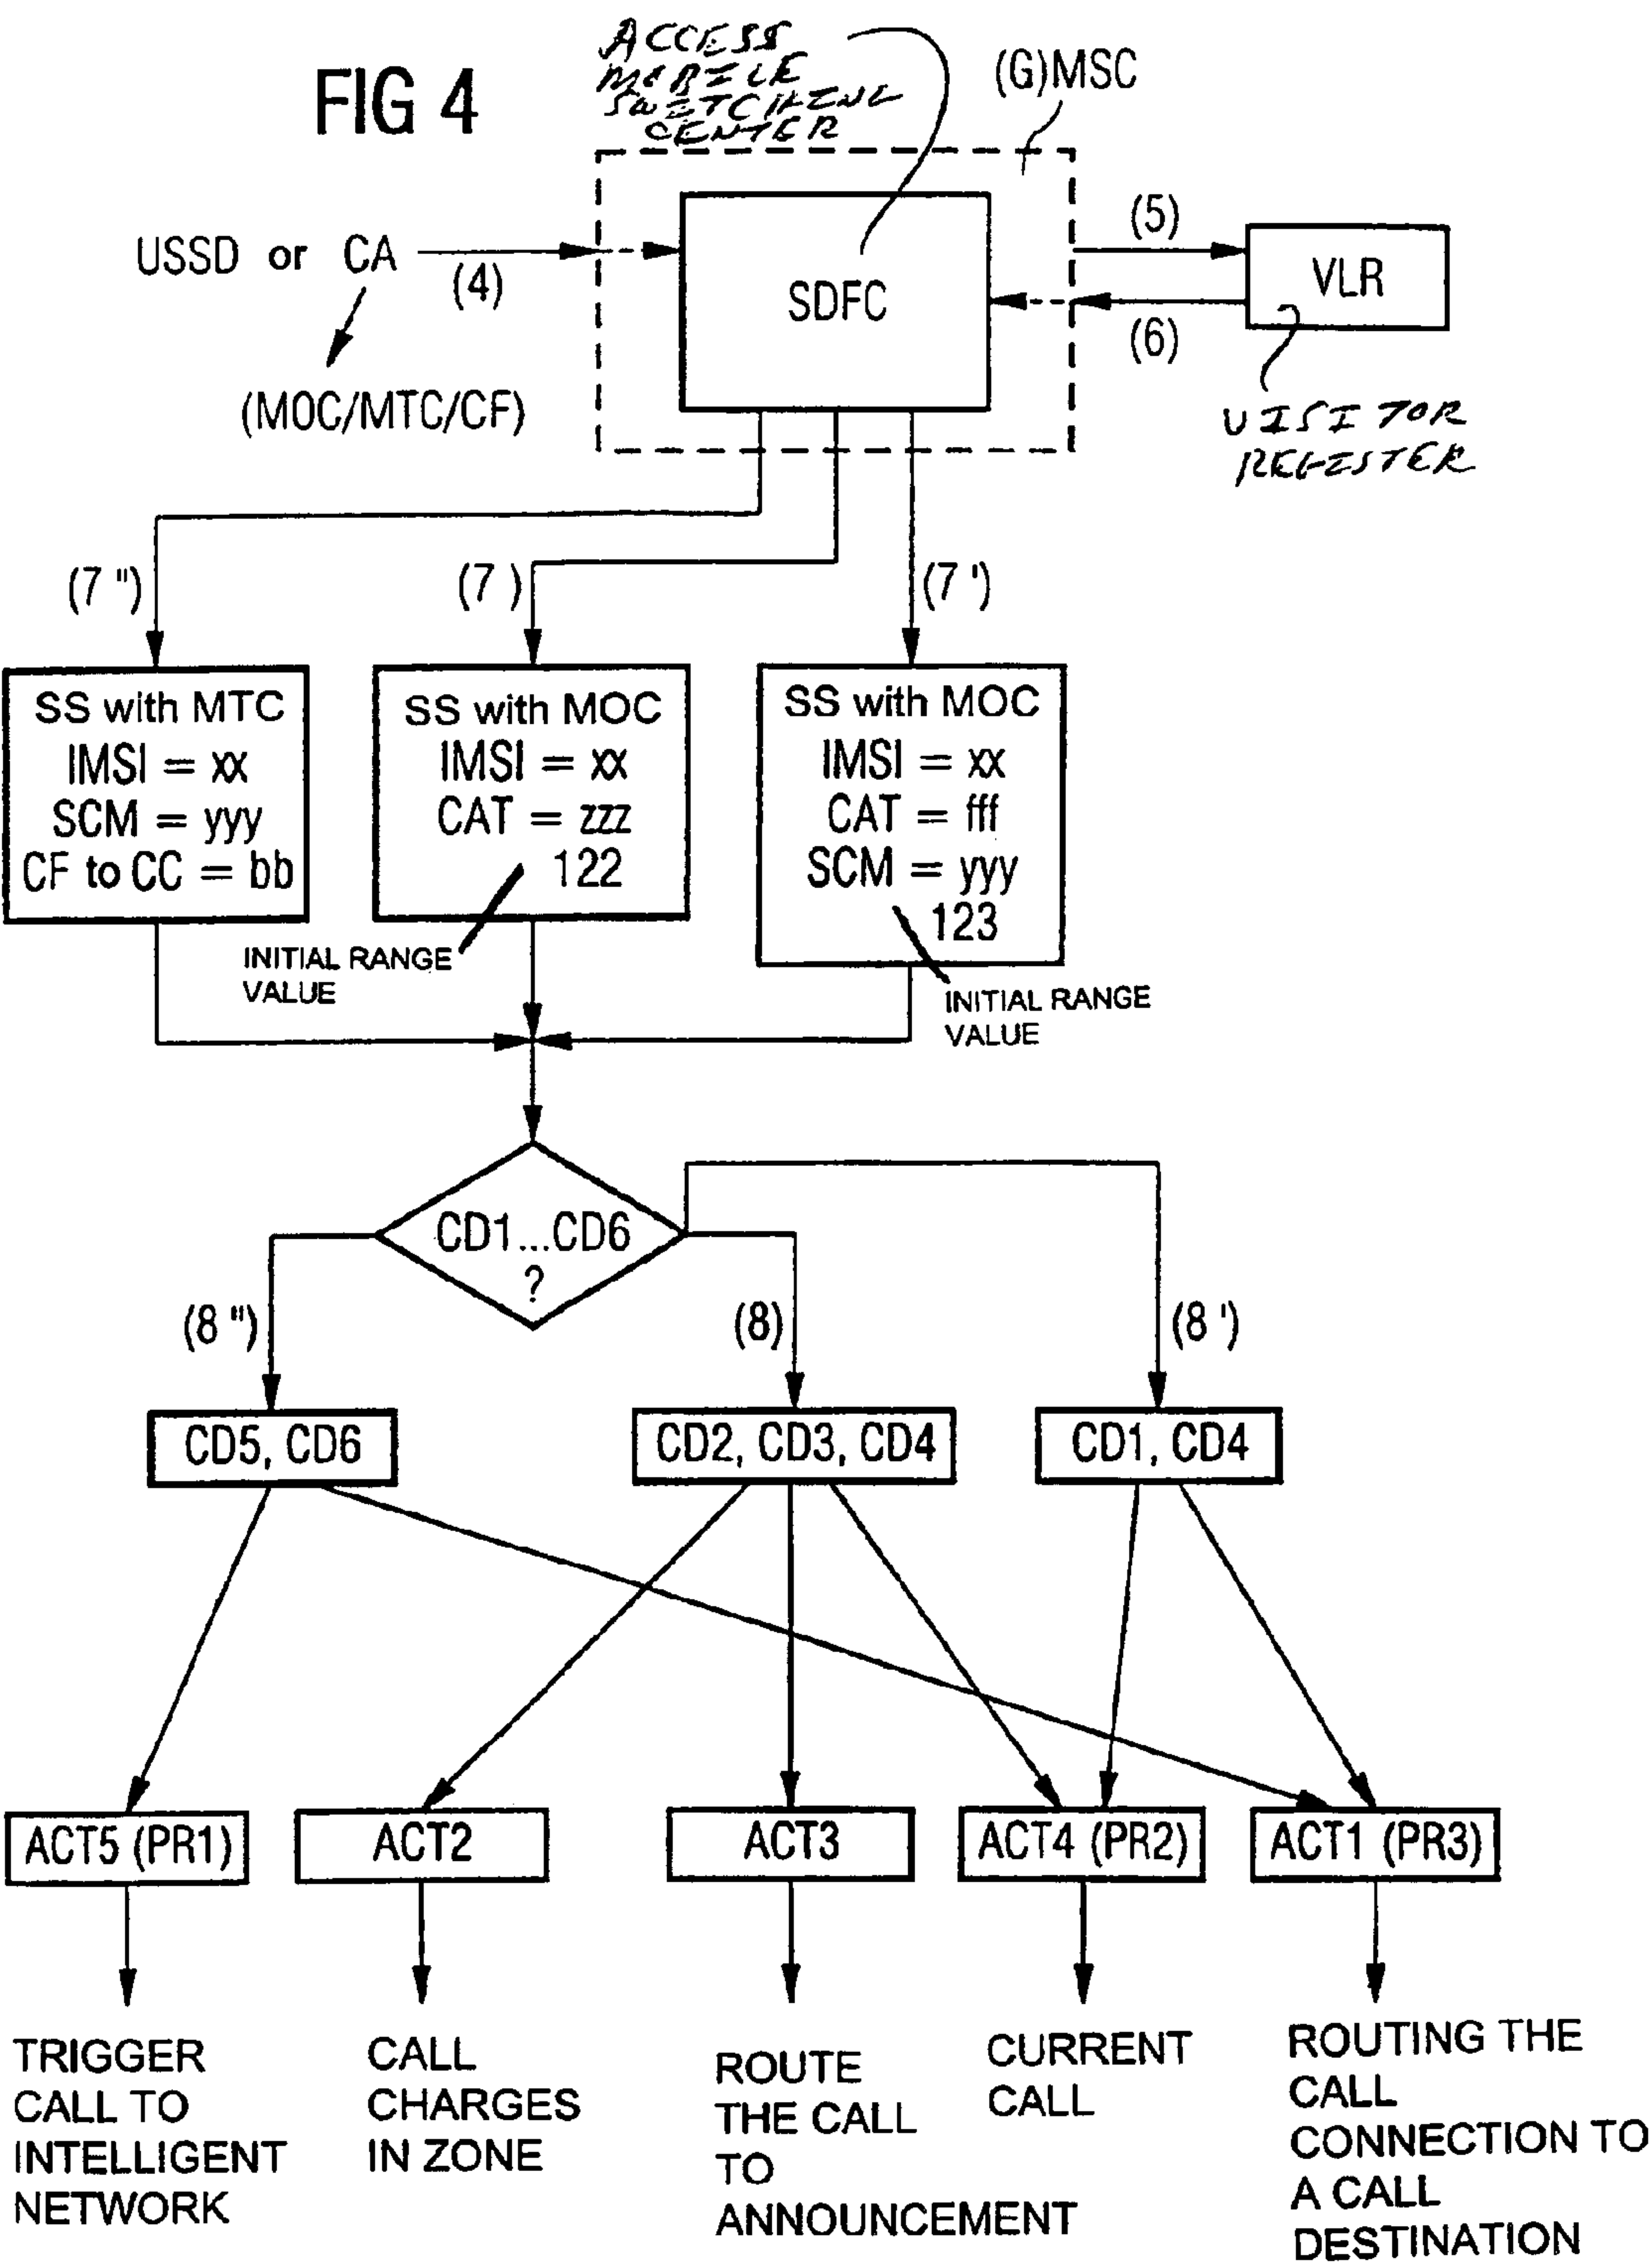 FIG 4
ACCESS
MOBILE
SWITCHING
CENTER
(G)MSC
USSD or CA
(4)
(MOC/MTC/CF)
SDFC
(5)
(6)
VLR
VISITOR
REGISTER
(7 ")
(7 )
(7 ')
SS with MTC
IMSI = xx
SCM = yyy
CF to CC = bb
SS with MOC
IMSI = xx
CAT = zzz
122
SS with MOC
IMSI = xx
CAT = fff
SCM = yyy
123
INITIAL RANGE
VALUE
INITIAL RANGE
VALUE
CD1...CD6
?
(8 ")
(8)
(8 ')
CD5, CD6
CD2, CD3, CD4
CD1, CD4
ACT5 (PR1)
ACT2
ACT3
ACT4 (PR2)
ACT1 (PR3)
TRIGGER
CALL TO
INTELLIGENT
NETWORK
CALL
CHARGES
IN ZONE
ROUTE
THE CALL
TO
ANNOUNCEMENT
CURRENT
CALL
ROUTING THE
CALL
CONNECTION TO
A CALL
DESTINATION